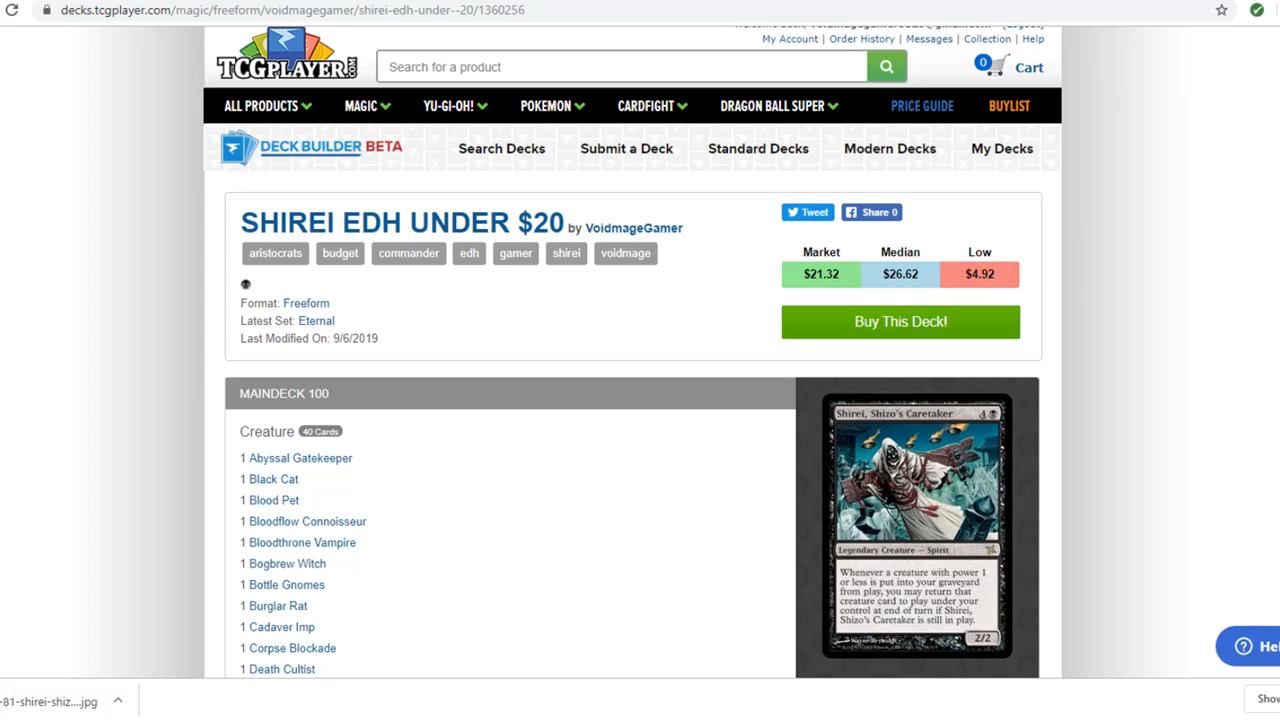 decks.tcgplayer.com/magic/freeform/voidmagegamer/shirei-edh-under--20/1360256
My Account | Order History | Messages | Collection | Help
TCGPLAYER.COM
Search for a product
0 Cart
ALL PRODUCTS MAGIC YU-GI-OH! POKEMON CARDFIGHT DRAGON BALL SUPER PRICE GUIDE BUYLIST
DECK BUILDER BETA Search Decks Submit a Deck Standard Decks Modern Decks My Decks
SHIREI EDH UNDER $20 by VoidmageGamer
aristocrats budget commander edh gamer shirei voidmage
Format: Freeform
Latest Set: Eternal
Last Modified On: 9/6/2019
Tweet Share 0
Market Median Low
$21.32 $26.62 $4.92
Buy This Deck!
MAINDECK 100
Creature 40 Cards
1 Abyssal Gatekeeper
1 Black Cat
1 Blood Pet
1 Bloodflow Connoisseur
1 Bloodthrone Vampire
1 Bogbrew Witch
1 Bottle Gnomes
1 Burglar Rat
1 Cadaver Imp
1 Corpse Blockade
1 Death Cultist
Shirei, Shizo's Caretaker 4
Legendary Creature — Spirit
Whenever a creature with power 1
or less is put into your graveyard
from play, you may return that
creature card to play under your
control at end of turn if Shirei,
Shizo's Caretaker is still in play.
2/2
Hel
-81-shirei-shiz....jpg
Show